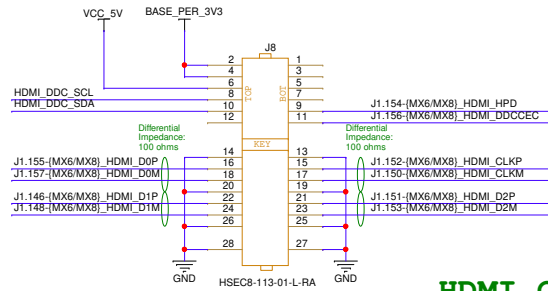 VCC_5V
BASE_PER_3V3
J8
2 1
4 3
6 5
HDMI_DDC_SCL 8 TOP BOT 7
HDMI_DDC_SDA 10 9 J1.154-{MX6/MX8}_HDMI_HPD
12 11 J1.156-{MX6/MX8}_HDMI_DDCCEC
Differential Impedance: 100 ohms
KEY
Differential Impedance: 100 ohms
14 13
J1.155-{MX6/MX8}_HDMI_D0P 16 15 J1.152-{MX6/MX8}_HDMI_CLKP
J1.157-{MX6/MX8}_HDMI_D0M 18 17 J1.150-{MX6/MX8}_HDMI_CLKM
20 19
J1.146-{MX6/MX8}_HDMI_D1P 22 21 J1.151-{MX6/MX8}_HDMI_D2P
J1.148-{MX6/MX8}_HDMI_D1M 24 23 J1.153-{MX6/MX8}_HDMI_D2M
26 25
28 27
GND
HSEC8-113-01-L-RA
GND
HDMI